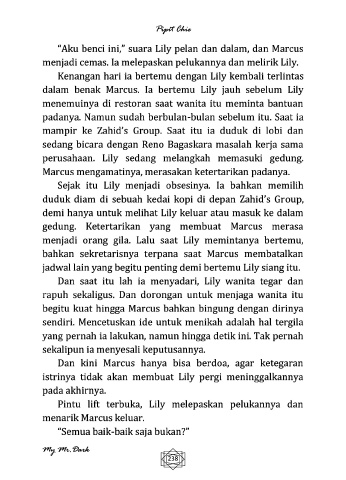 Pipit Chie
"Aku benci ini," suara Lily pelan dan dalam, dan Marcus
menjadi cemas. Ia melepaskan pelukannya dan melirik Lily.
Kenangan hari ia bertemu dengan Lily kembali terlintas
dalam benak Marcus. Ia bertemu Lily jauh sebelum Lily
menemuinya di restoran saat wanita itu meminta bantuan
padanya. Namun sudah berbulan-bulan sebelum itu. Saat ia
mampir ke Zahid's Group. Saat itu ia duduk di lobi dan
sedang bicara dengan Reno Bagaskara masalah kerja sama
perusahaan. Lily sedang melangkah memasuki gedung.
Marcus mengamatinya, merasakan ketertarikan padanya.
Sejak itu Lily menjadi obsesinya. Ia bahkan memilih
duduk diam di sebuah kedai kopi di depan Zahid's Group,
demi hanya untuk melihat Lily keluar atau masuk ke dalam
gedung. Ketertarikan yang membuat Marcus merasa
menjadi orang gila. Lalu saat Lily memintanya bertemu,
bahkan sekretarisnya terpana saat Marcus membatalkan
jadwal lain yang begitu penting demi bertemu Lily siang itu.
Dan saat itu lah ia menyadari, Lily wanita tegar dan
rapuh sekaligus. Dan dorongan untuk menjaga wanita itu
begitu kuat hingga Marcus bahkan bingung dengan dirinya
sendiri. Mencetuskan ide untuk menikah adalah hal tergila
yang pernah ia lakukan, namun hingga detik ini. Tak pernah
sekalipun ia menyesali keputusannya.
Dan kini Marcus hanya bisa berdoa, agar ketegaran
istrinya tidak akan membuat Lily pergi meninggalkannya
pada akhirnya.
Pintu lift terbuka, Lily melepaskan pelukannya dan
menarik Marcus keluar.
"Semua baik-baik saja bukan?"
My Mr. Dark
238